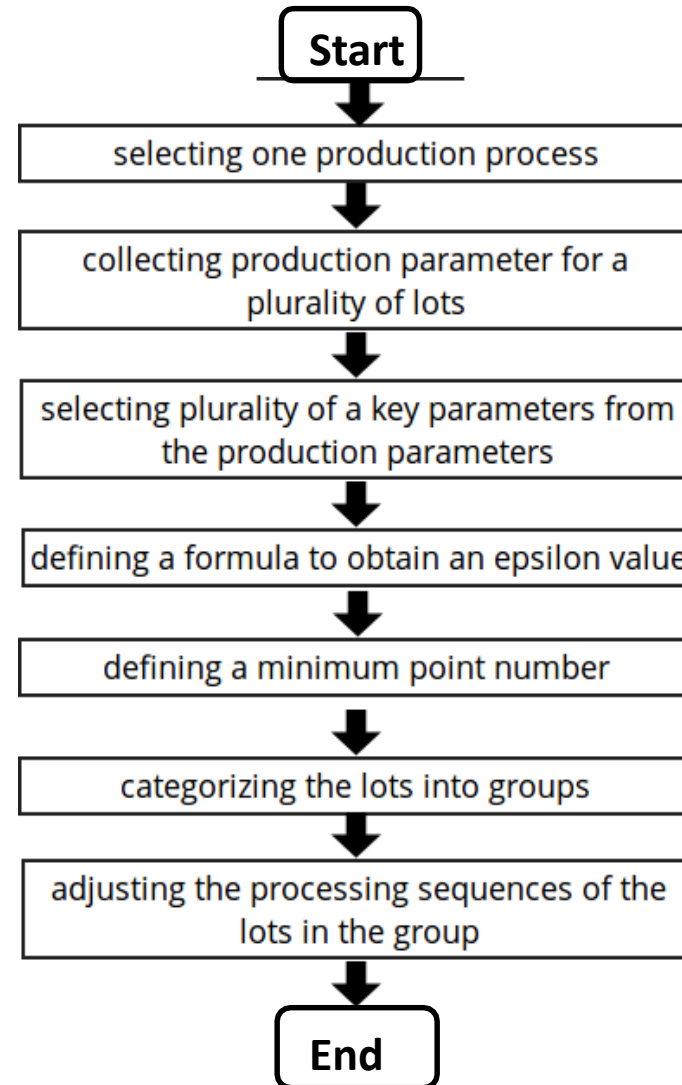 Start
selecting one production process
collecting production parameter for a
plurality of lots
selecting plurality of a key parameters from
the production parameters
defining a formula to obtain an epsilon value
defining a minimum point number
categorizing the lots into groups
adjusting the processing sequences of the
lots in the group
End